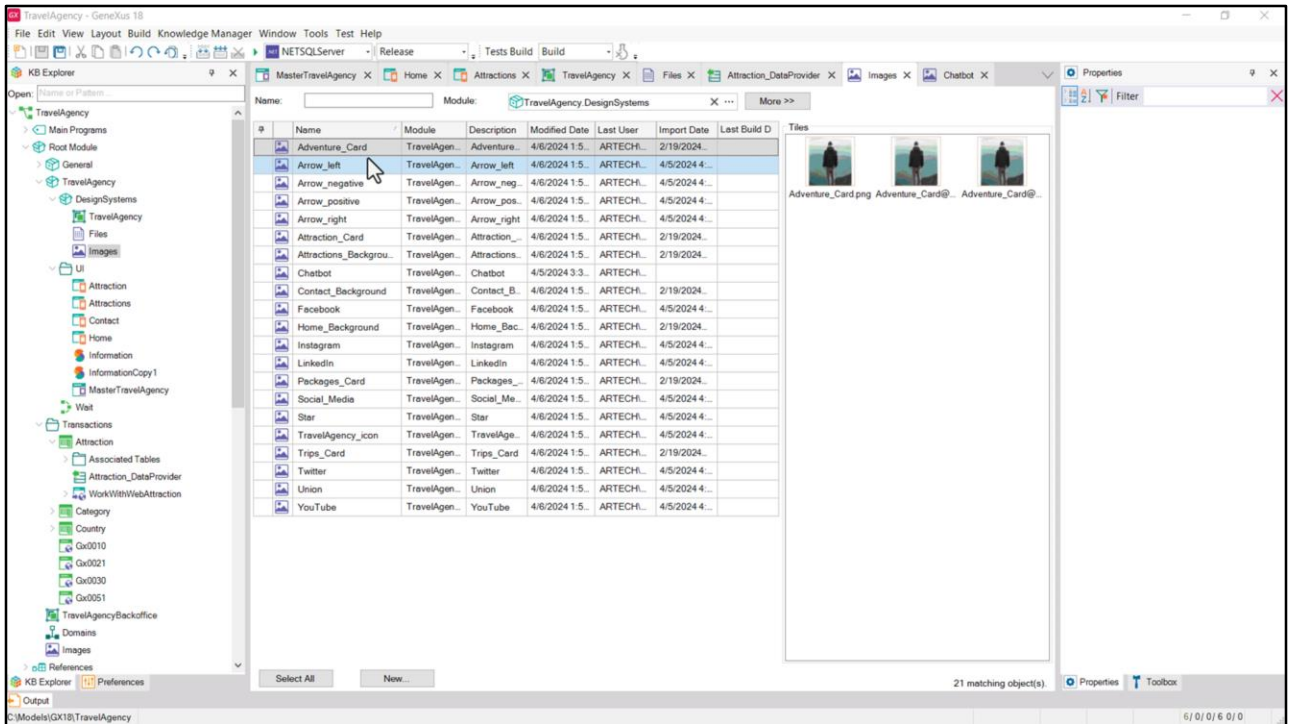 TravelAgency - GeneXus 18
File Edit View Layout Build Knowledge Manager Window Tools Test Help
NETSQLServer Release Tests Build Build
KB Explorer
Open: Name or Pattern...
TravelAgency
Main Programs
Root Module
General
TravelAgency
DesignSystems
TravelAgency
Files
Images
UI
Attraction
Attractions
Contact
Home
Information
InformationCopy1
MasterTravelAgency
Wait
Transactions
Attraction
Associated Tables
Attraction_DataProvider
WorkWithWebAttraction
Category
Country
Gx0010
Gx0021
Gx0030
Gx0051
TravelAgencyBackoffice
Domains
Images
References
KB Explorer Preferences
MasterTravelAgency X Home X Attractions X TravelAgency X Files X Attraction_DataProvider X Images X Chatbot X
Name: Module: TravelAgency.DesignSystems More >>
Name Module Description Modified Date Last User Import Date Last Build D
Adventure_Card TravelAgen... Adventure... 4/6/2024 1:5... ARTECH\... 2/19/2024...
Arrow_left TravelAgen... Arrow_left 4/6/2024 1:5... ARTECH\... 4/5/2024 4:...
Arrow_negative TravelAgen... Arrow_neg... 4/6/2024 1:5... ARTECH\... 4/5/2024 4:...
Arrow_positive TravelAgen... Arrow_pos... 4/6/2024 1:5... ARTECH\... 4/5/2024 4:...
Arrow_right TravelAgen... Arrow_right 4/6/2024 1:5... ARTECH\... 4/5/2024 4:...
Attraction_Card TravelAgen... Attraction_... 4/6/2024 1:5... ARTECH\... 2/19/2024...
Attractions_Backgrou... TravelAgen... Attractions... 4/6/2024 1:5... ARTECH\... 2/19/2024...
Chatbot TravelAgen... Chatbot 4/5/2024 3:3... ARTECH\...
Contact_Background TravelAgen... Contact_B... 4/6/2024 1:5... ARTECH\... 2/19/2024...
Facebook TravelAgen... Facebook 4/6/2024 1:5... ARTECH\... 4/5/2024 4:...
Home_Background TravelAgen... Home_Bac... 4/6/2024 1:5... ARTECH\... 2/19/2024...
Instagram TravelAgen... Instagram 4/6/2024 1:5... ARTECH\... 4/5/2024 4:...
LinkedIn TravelAgen... LinkedIn 4/6/2024 1:5... ARTECH\... 4/5/2024 4:...
Packages_Card TravelAgen... Packages_... 4/6/2024 1:5... ARTECH\... 2/19/2024...
Social_Media TravelAgen... Social_Me... 4/6/2024 1:5... ARTECH\... 4/5/2024 4:...
Star TravelAgen... Star 4/6/2024 1:5... ARTECH\... 4/5/2024 4:...
TravelAgency_icon TravelAgen... TravelAge... 4/6/2024 1:5... ARTECH\... 4/5/2024 4:...
Trips_Card TravelAgen... Trips_Card 4/6/2024 1:5... ARTECH\... 2/19/2024...
Twitter TravelAgen... Twitter 4/6/2024 1:5... ARTECH\... 4/5/2024 4:...
Union TravelAgen... Union 4/6/2024 1:5... ARTECH\... 4/5/2024 4:...
YouTube TravelAgen... YouTube 4/6/2024 1:5... ARTECH\... 4/5/2024 4:...
Tiles
Adventure_Card.png Adventure_Card@... Adventure_Card@...
Select All New... 21 matching object(s).
Properties
Filter
Properties Toolbox
Output
C:\Models\GX18\TravelAgency 6/0/0/6 0/0